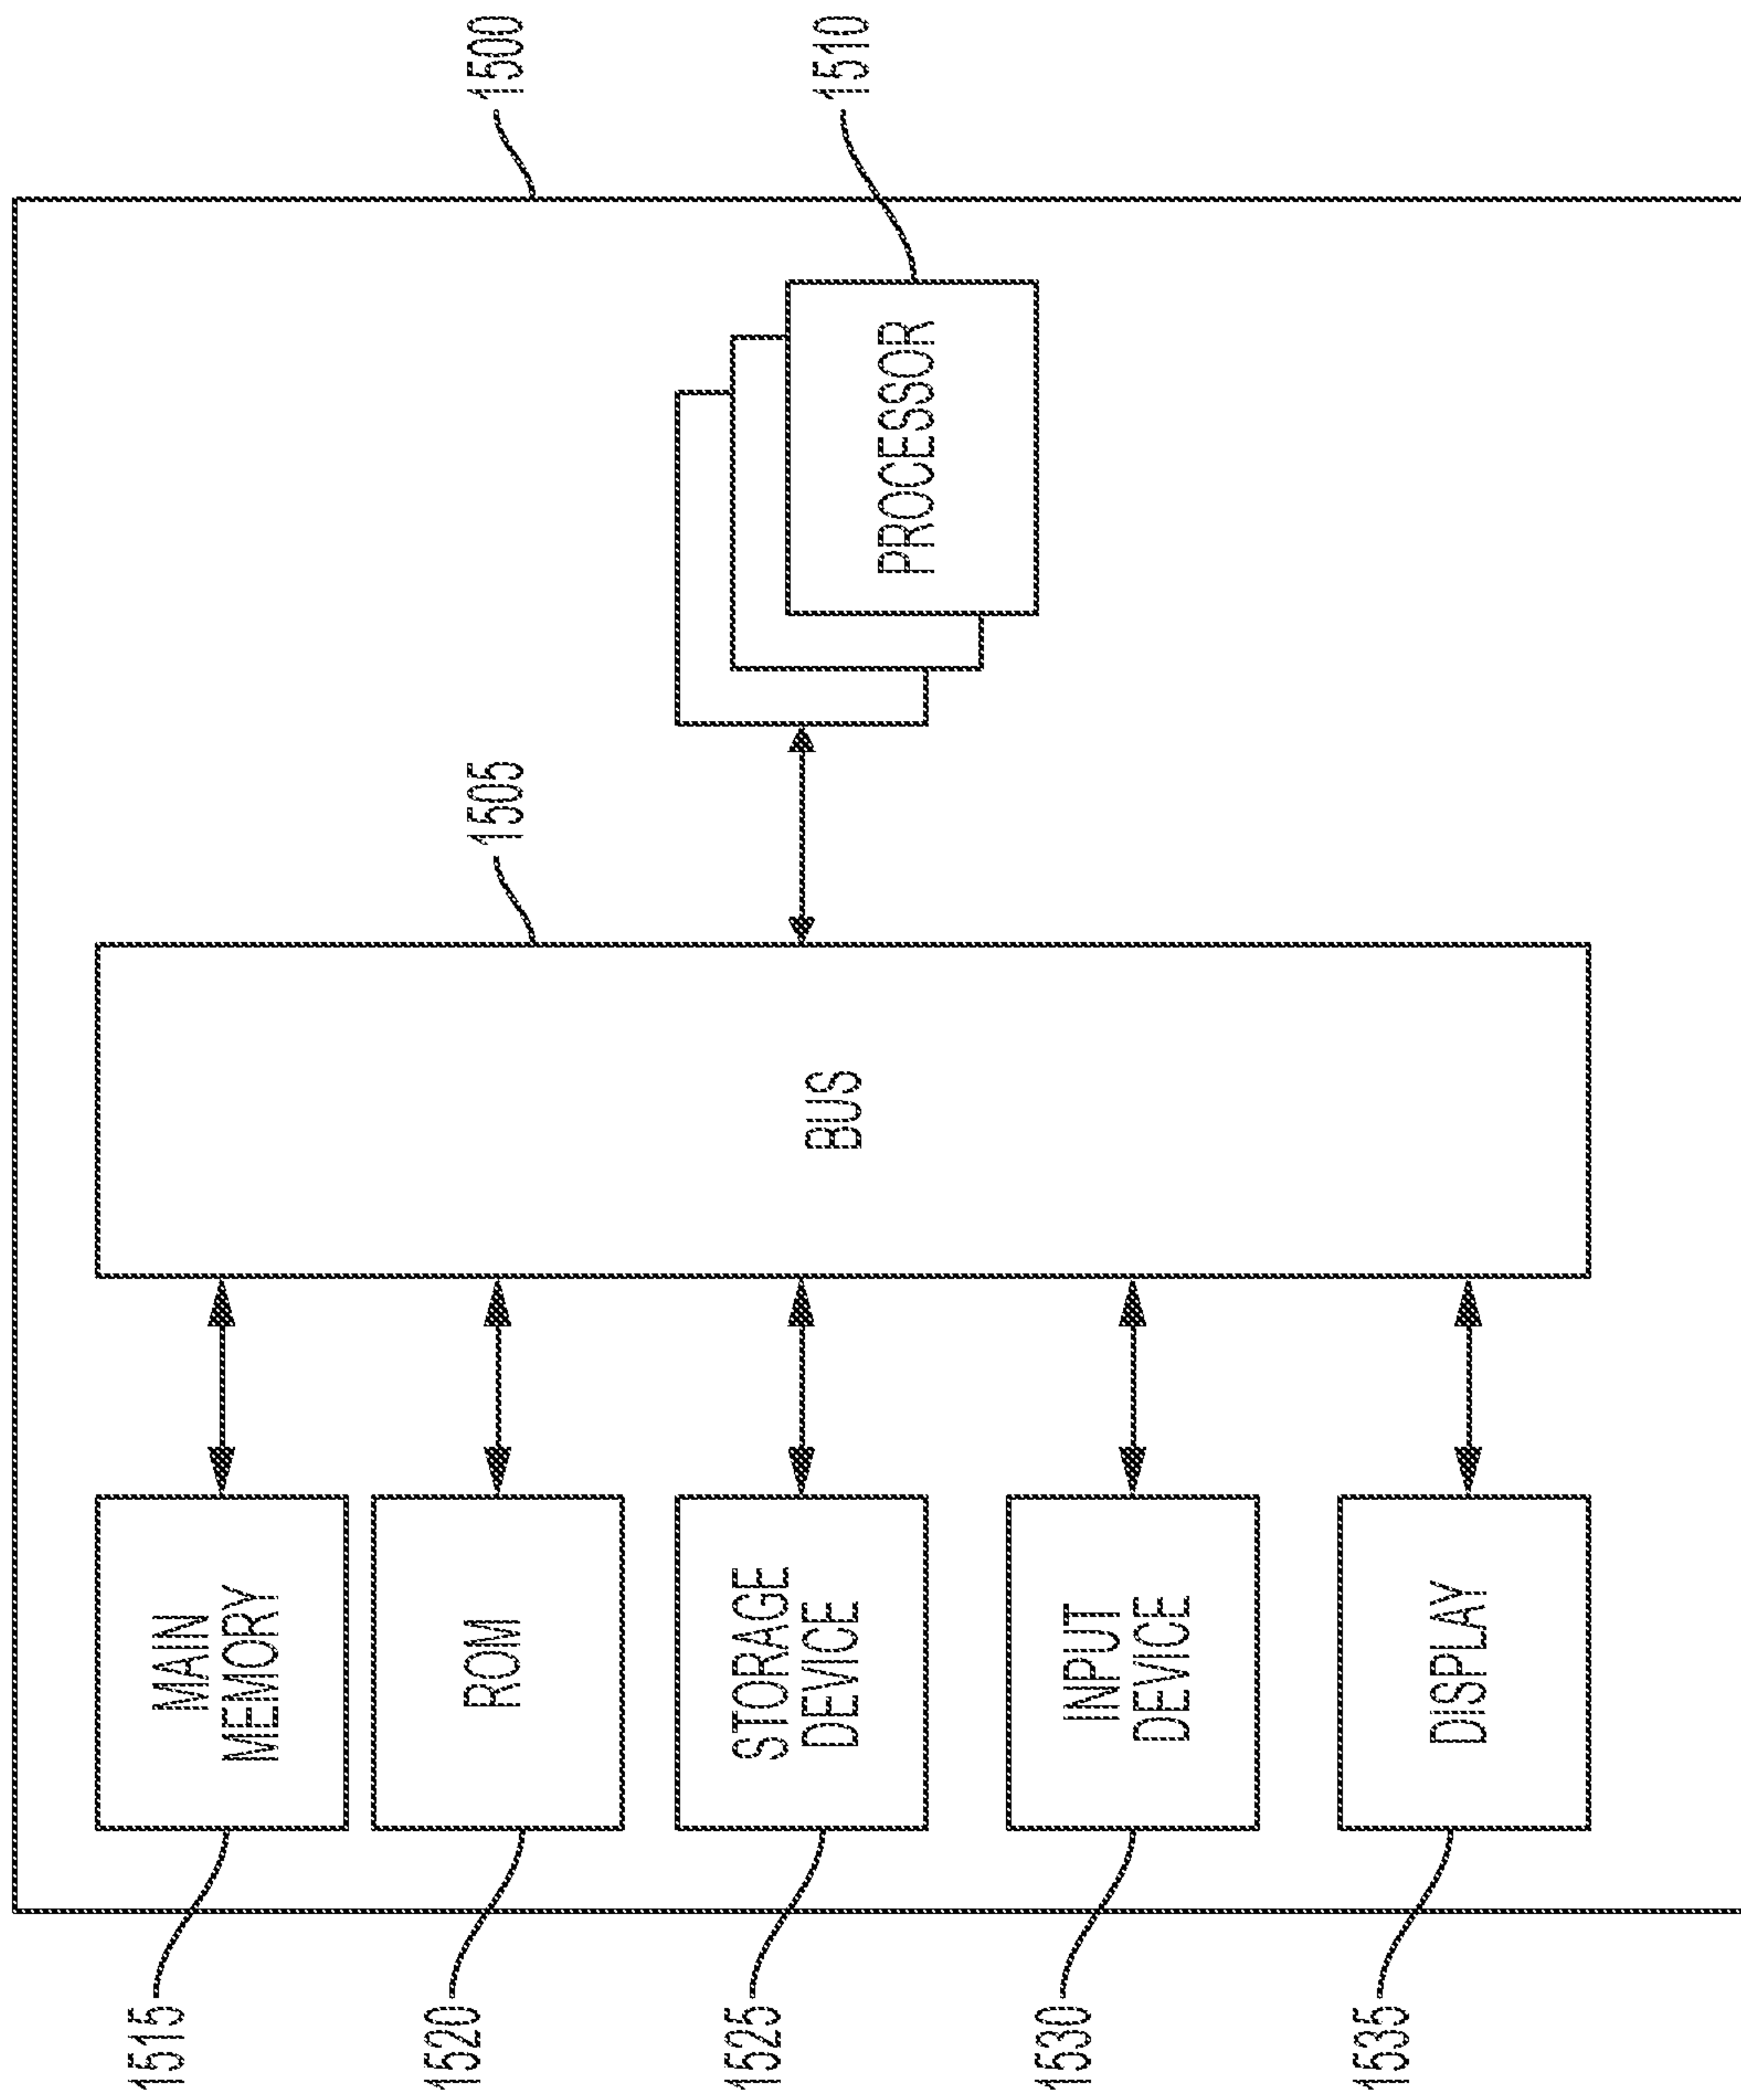 1515
MAIN
MEMORY
1520
ROM
1525
STORAGE
DEVICE
1530
INPUT
DEVICE
1535
DISPLAY
1505
BUS
1500
1510
PROCESSOR